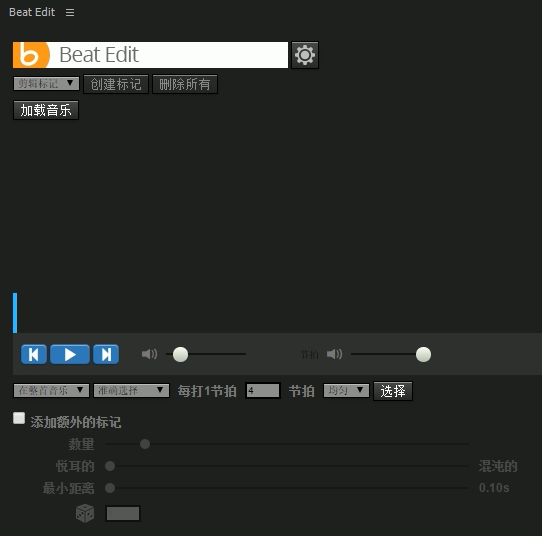 Beat Edit
Beat Edit
剪辑标记 创建标记 删除所有
加载音乐
节拍
在整首音乐 准确选择 每打1节拍 4 节拍 均匀 选择
添加额外的标记
数量
悦耳的 混沌的
最小距离 0.10s